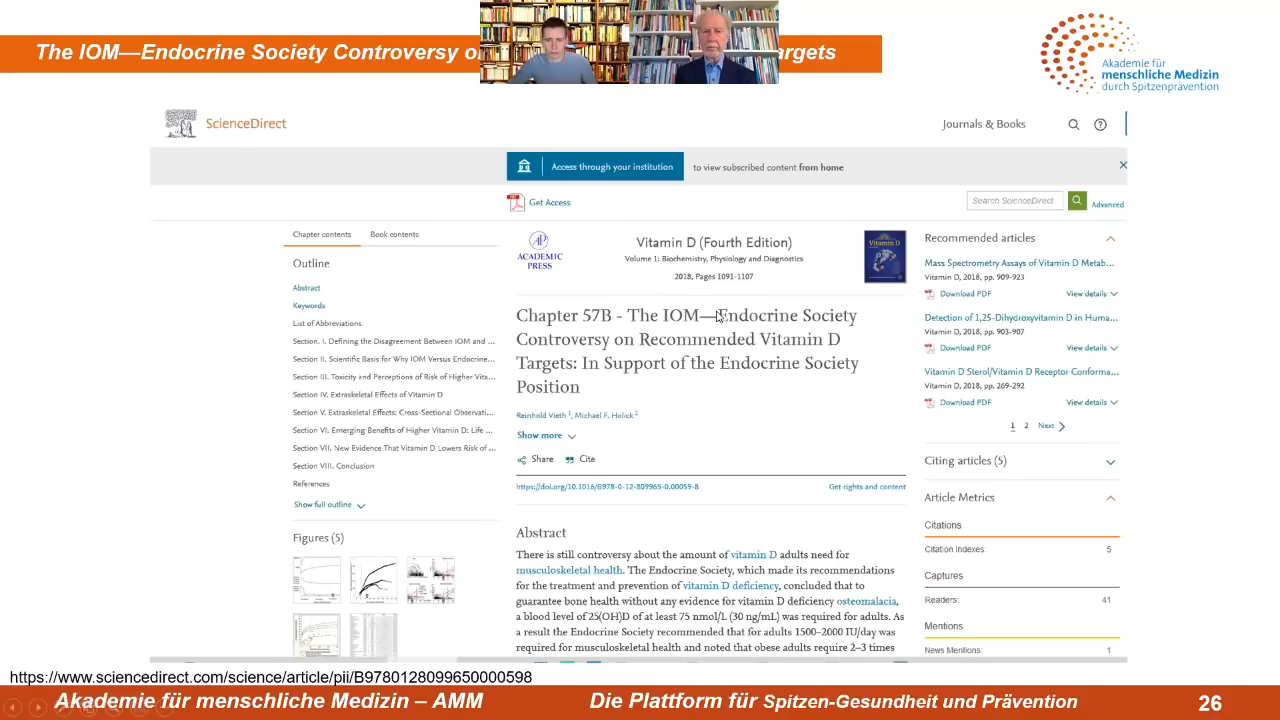 The IOM—Endocrine Society Controversy o
argets
Akademie für
menschliche Medizin
durch Spitzenprävention
ScienceDirect
Journals & Books
Access through your institution
to view subscribed content from home
Get Access
Search ScienceDirect
Advanced
Chapter contents
Book contents
Outline
Abstract
Keywords
List of Abbreviations
Section. I. Defining the Disagreement Between IOM and ...
Section II. Scientific Basis for Why IOM Versus Endocrine...
Section III. Toxicity and Perceptions of Risk of Higher Vita...
Section IV. Extraskeletal Effects of Vitamin D
Section V. Extraskeletal Effects: Cross-Sectional Observati...
Section VI. Emerging Benefits of Higher Vitamin D: Life ...
Section VII. New Evidence That Vitamin D Lowers Risk of ...
Section VIII. Conclusion
References
Show full outline
Figures (5)
ACADEMIC
PRESS
Vitamin D (Fourth Edition)
Volume 1: Biochemistry, Physiology and Diagnostics
2018, Pages 1091-1107
Vitamin D
Chapter 57B - The IOM—Endocrine Society
Controversy on Recommended Vitamin D
Targets: In Support of the Endocrine Society
Position
Reinhold Vieth 1, Michael F. Holick 2
Show more
Share
Cite
https://doi.org/10.1016/B978-0-12-809965-0.00059-8
Get rights and content
Abstract
There is still controversy about the amount of vitamin D adults need for
musculoskeletal health. The Endocrine Society, which made its recommendations
for the treatment and prevention of vitamin D deficiency, concluded that to
guarantee bone health without any evidence for vitamin D deficiency osteomalacia,
a blood level of 25(OH)D of at least 75 nmol/L (30 ng/mL) was required for adults. As
a result the Endocrine Society recommended that for adults 1500–2000 IU/day was
required for musculoskeletal health and noted that obese adults require 2–3 times
Recommended articles
Mass Spectrometry Assays of Vitamin D Metab...
Vitamin D, 2018, pp. 909-923
Download PDF
View details
Detection of 1,25-Dihydroxyvitamin D in Huma...
Vitamin D, 2018, pp. 903-907
Download PDF
View details
Vitamin D Sterol/Vitamin D Receptor Conforma...
Vitamin D, 2018, pp. 269-292
Download PDF
View details
1 2 Next
Citing articles (5)
Article Metrics
Citations
Citation Indexes: 5
Captures
Readers: 41
Mentions
News Mentions: 1
https://www.sciencedirect.com/science/article/pii/B9780128099650000598
Akademie für menschliche Medizin – AMM
Die Plattform für Spitzen-Gesundheit und Prävention
26